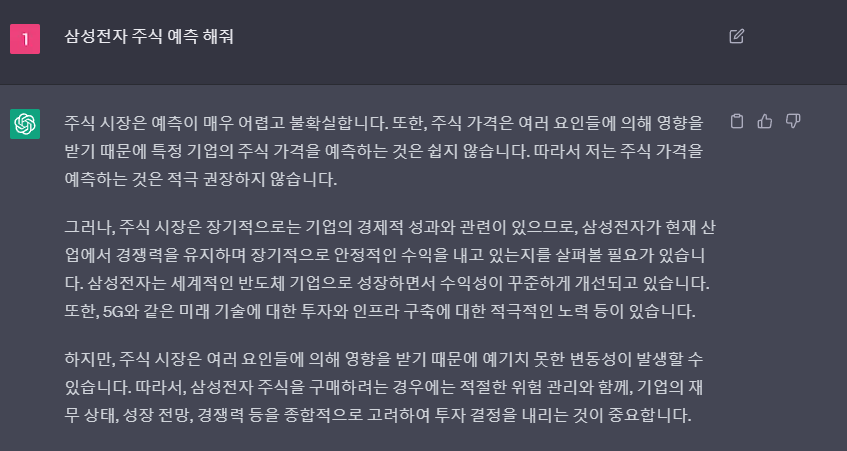 1
삼성전자 주식 예측 해줘
주식 시장은 예측이 매우 어렵고 불확실합니다. 또한, 주식 가격은 여러 요인들에 의해 영향을
받기 때문에 특정 기업의 주식 가격을 예측하는 것은 쉽지 않습니다. 따라서 저는 주식 가격을
예측하는 것은 적극 권장하지 않습니다.
그러나, 주식 시장은 장기적으로는 기업의 경제적 성과와 관련이 있으므로, 삼성전자가 현재 산
업에서 경쟁력을 유지하며 장기적으로 안정적인 수익을 내고 있는지를 살펴볼 필요가 있습니
다. 삼성전자는 세계적인 반도체 기업으로 성장하면서 수익성이 꾸준하게 개선되고 있습니다.
또한, 5G와 같은 미래 기술에 대한 투자와 인프라 구축에 대한 적극적인 노력 등이 있습니다.
하지만, 주식 시장은 여러 요인들에 의해 영향을 받기 때문에 예기치 못한 변동성이 발생할 수
있습니다. 따라서, 삼성전자 주식을 구매하려는 경우에는 적절한 위험 관리와 함께, 기업의 재
무 상태, 성장 전망, 경쟁력 등을 종합적으로 고려하여 투자 결정을 내리는 것이 중요합니다.